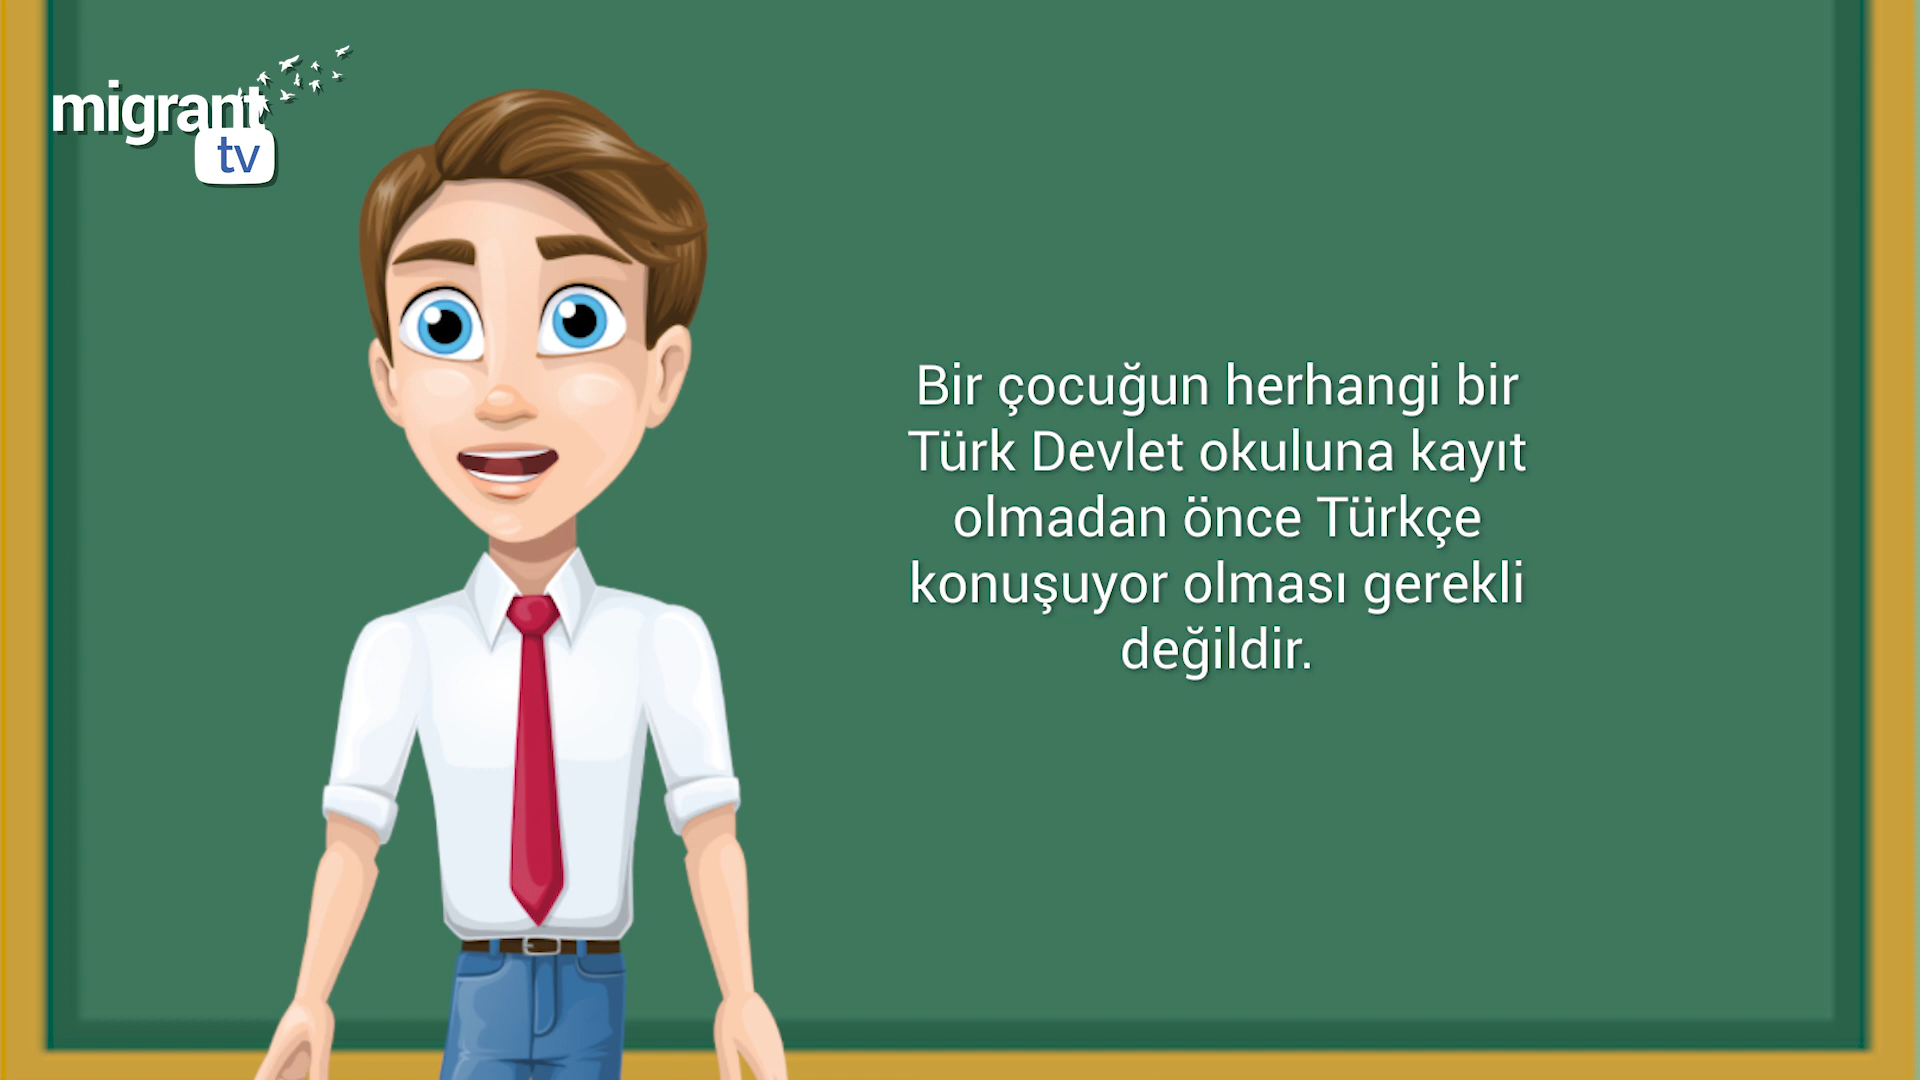 migrant
tv
Bir çocuğun herhangi bir
Türk Devlet okuluna kayıt
olmadan önce Türkçe
konuşuyor olması gerekli
değildir.